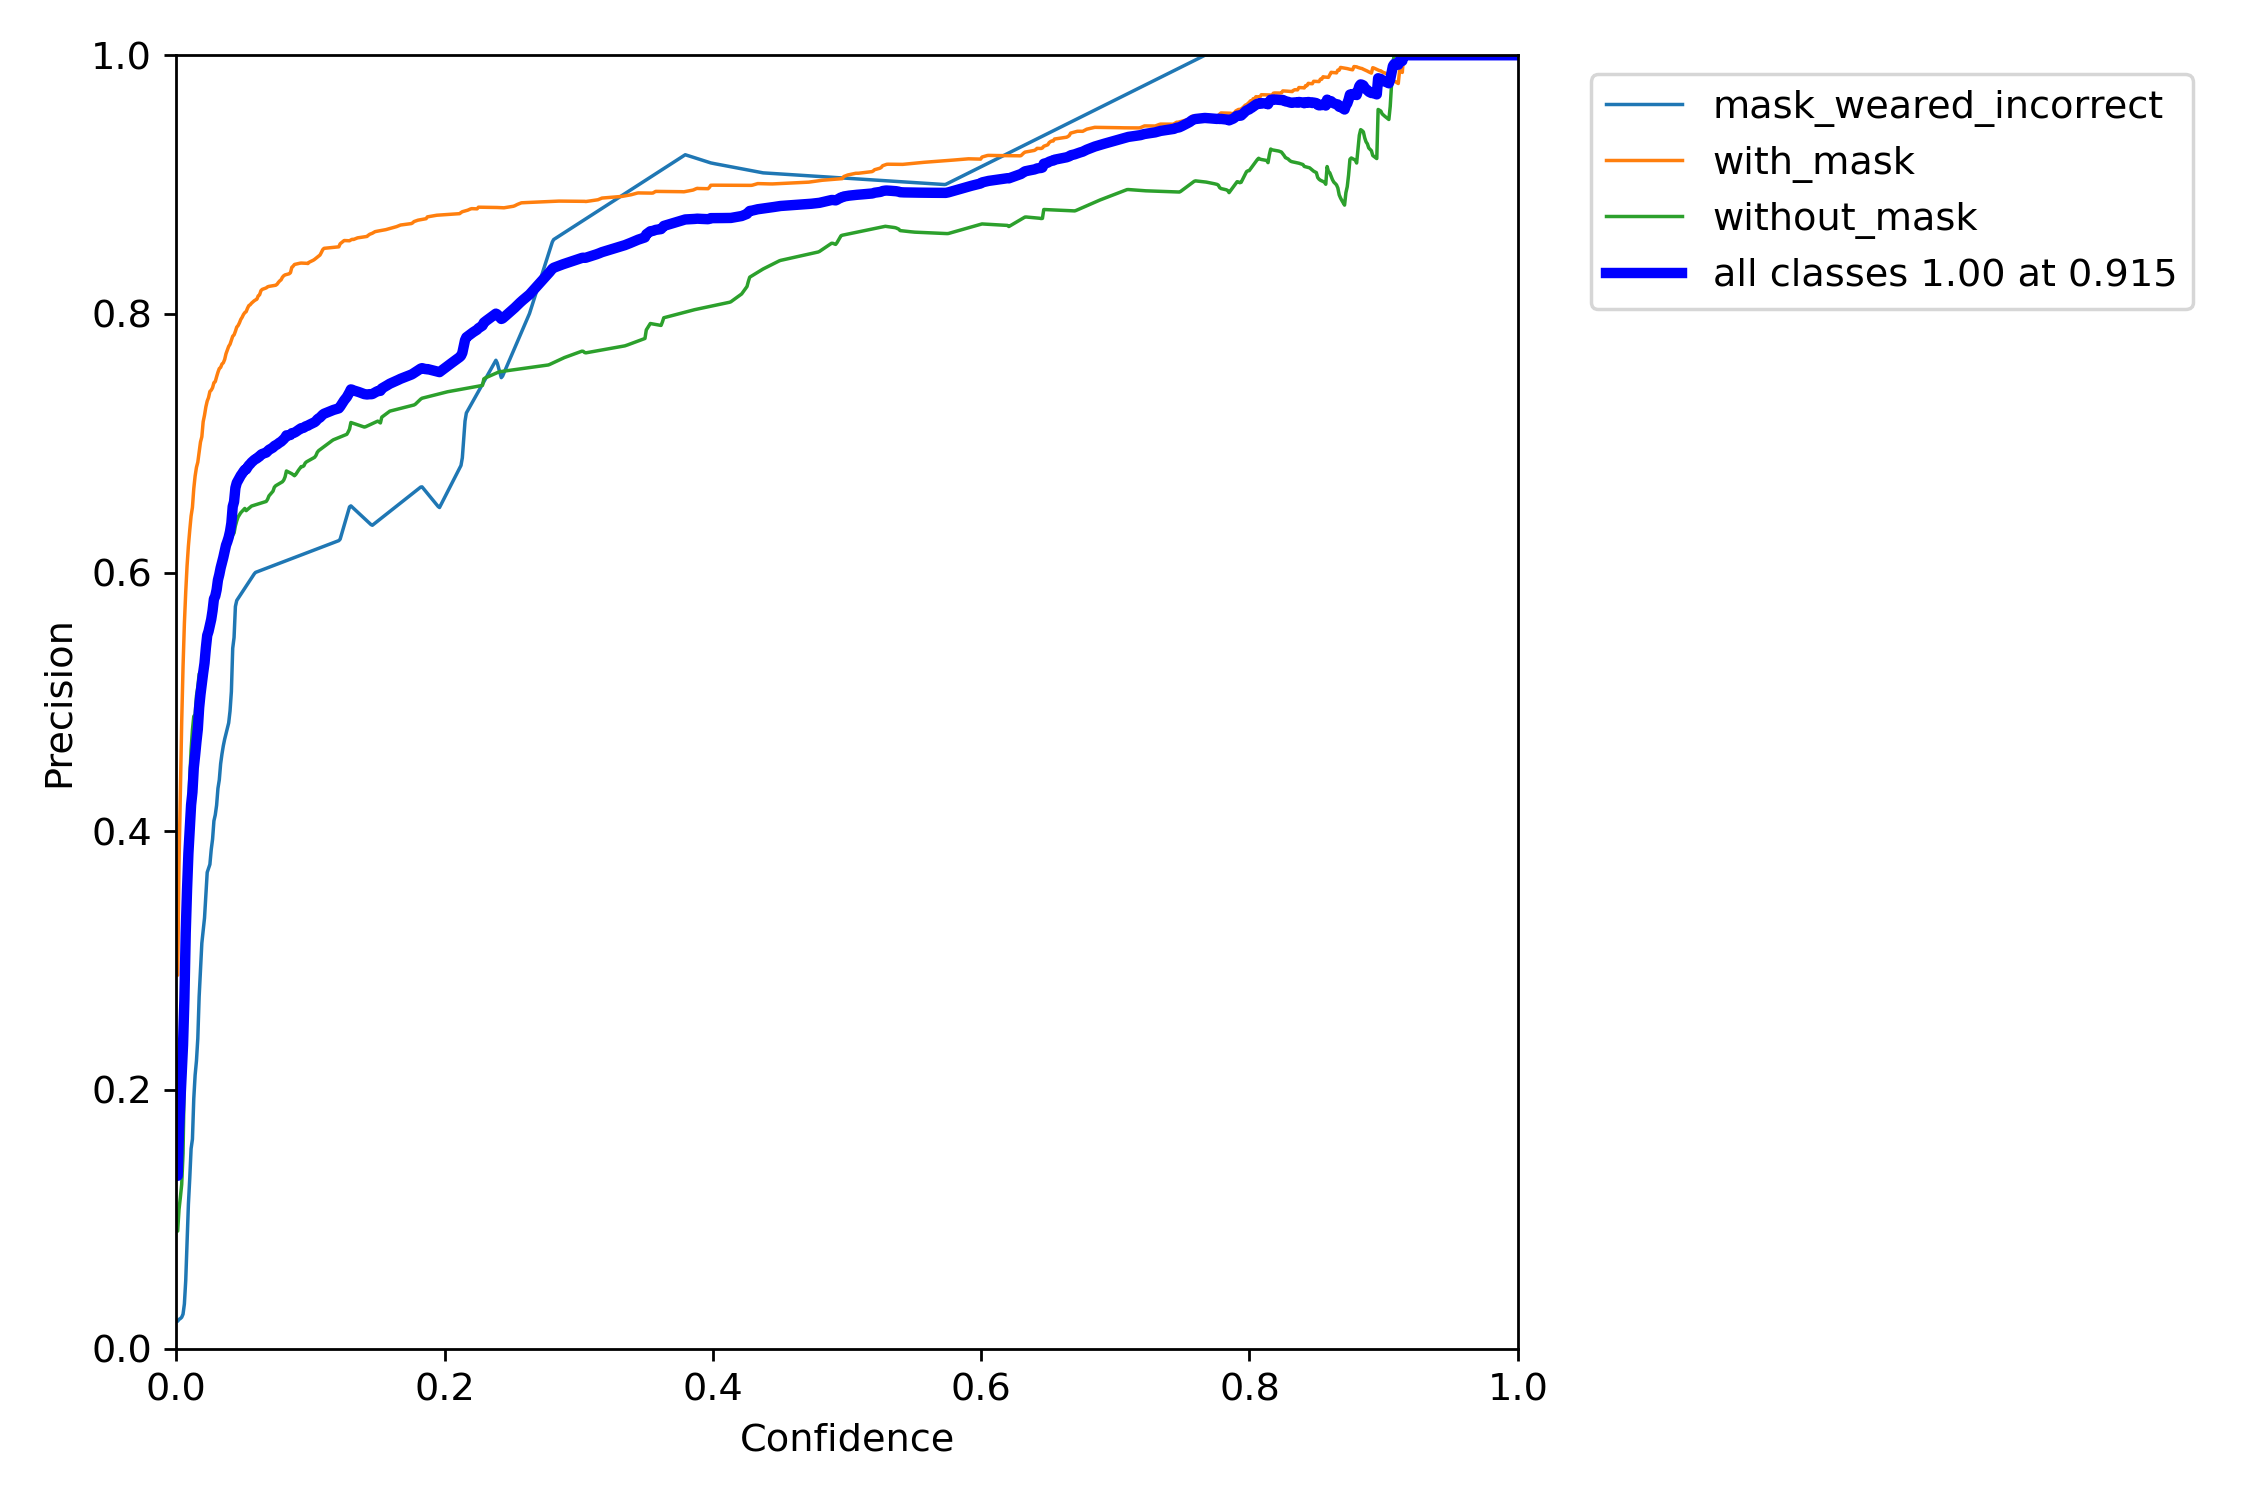 1.0
0.8
0.6
0.4
0.2
0.0
Precision
0.0 0.2 0.4 0.6 0.8 1.0
Confidence
mask_weared_incorrect
with_mask
without_mask
all classes 1.00 at 0.915